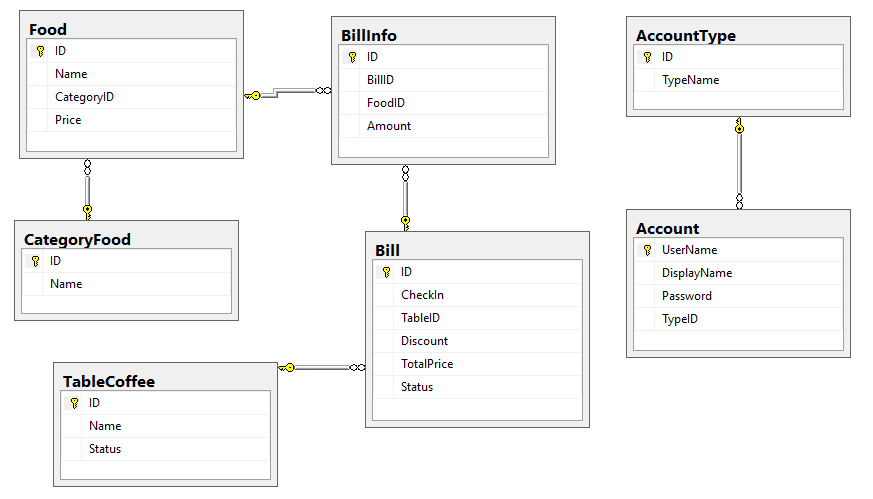 Food
ID
Name
CategoryID
Price
BillInfo
ID
BillID
FoodID
Amount
AccountType
ID
TypeName
CategoryFood
ID
Name
Bill
ID
CheckIn
TableID
Discount
TotalPrice
Status
Account
UserName
DisplayName
Password
TypeID
TableCoffee
ID
Name
Status